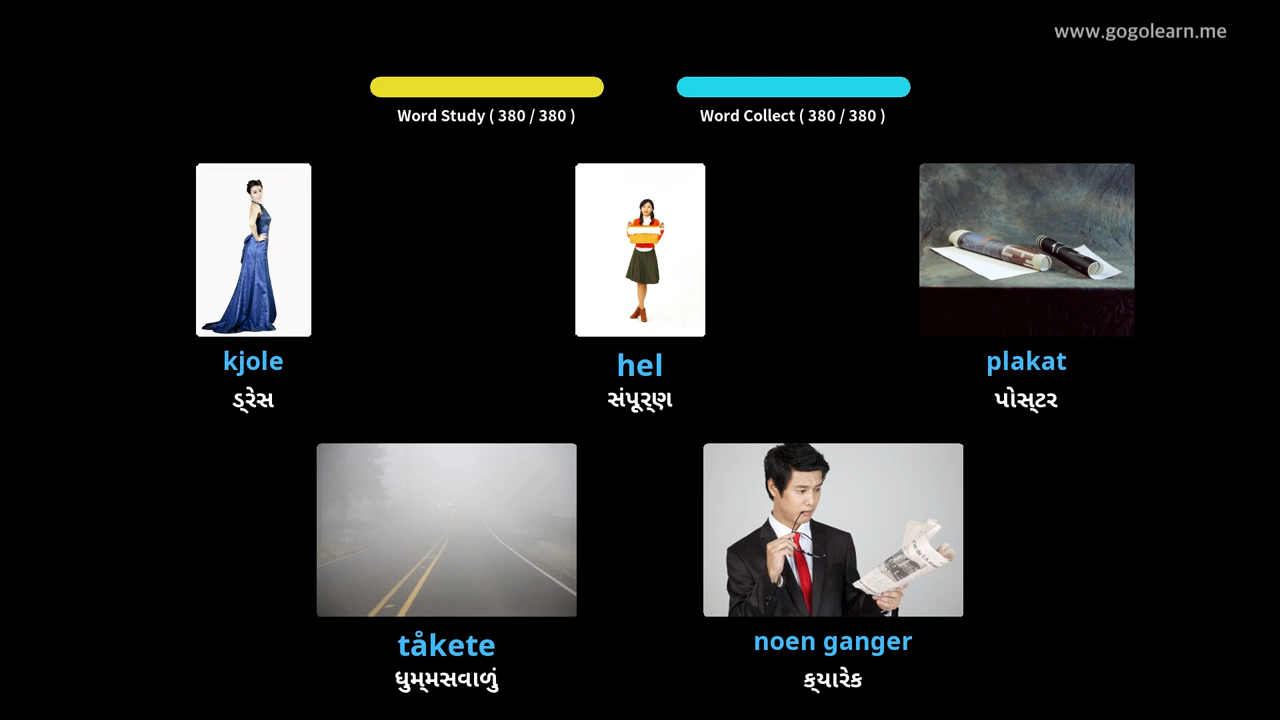 www.gogolearn.me
Word Study ( 380 / 380 )
Word Collect ( 380 / 380 )
kjole
hel
plakat
ડ્રેસ
સંપૂર્ણ
પોસ્ટર
tåkete
noen ganger
ધુમ્મસવાળું
ક્યારેક